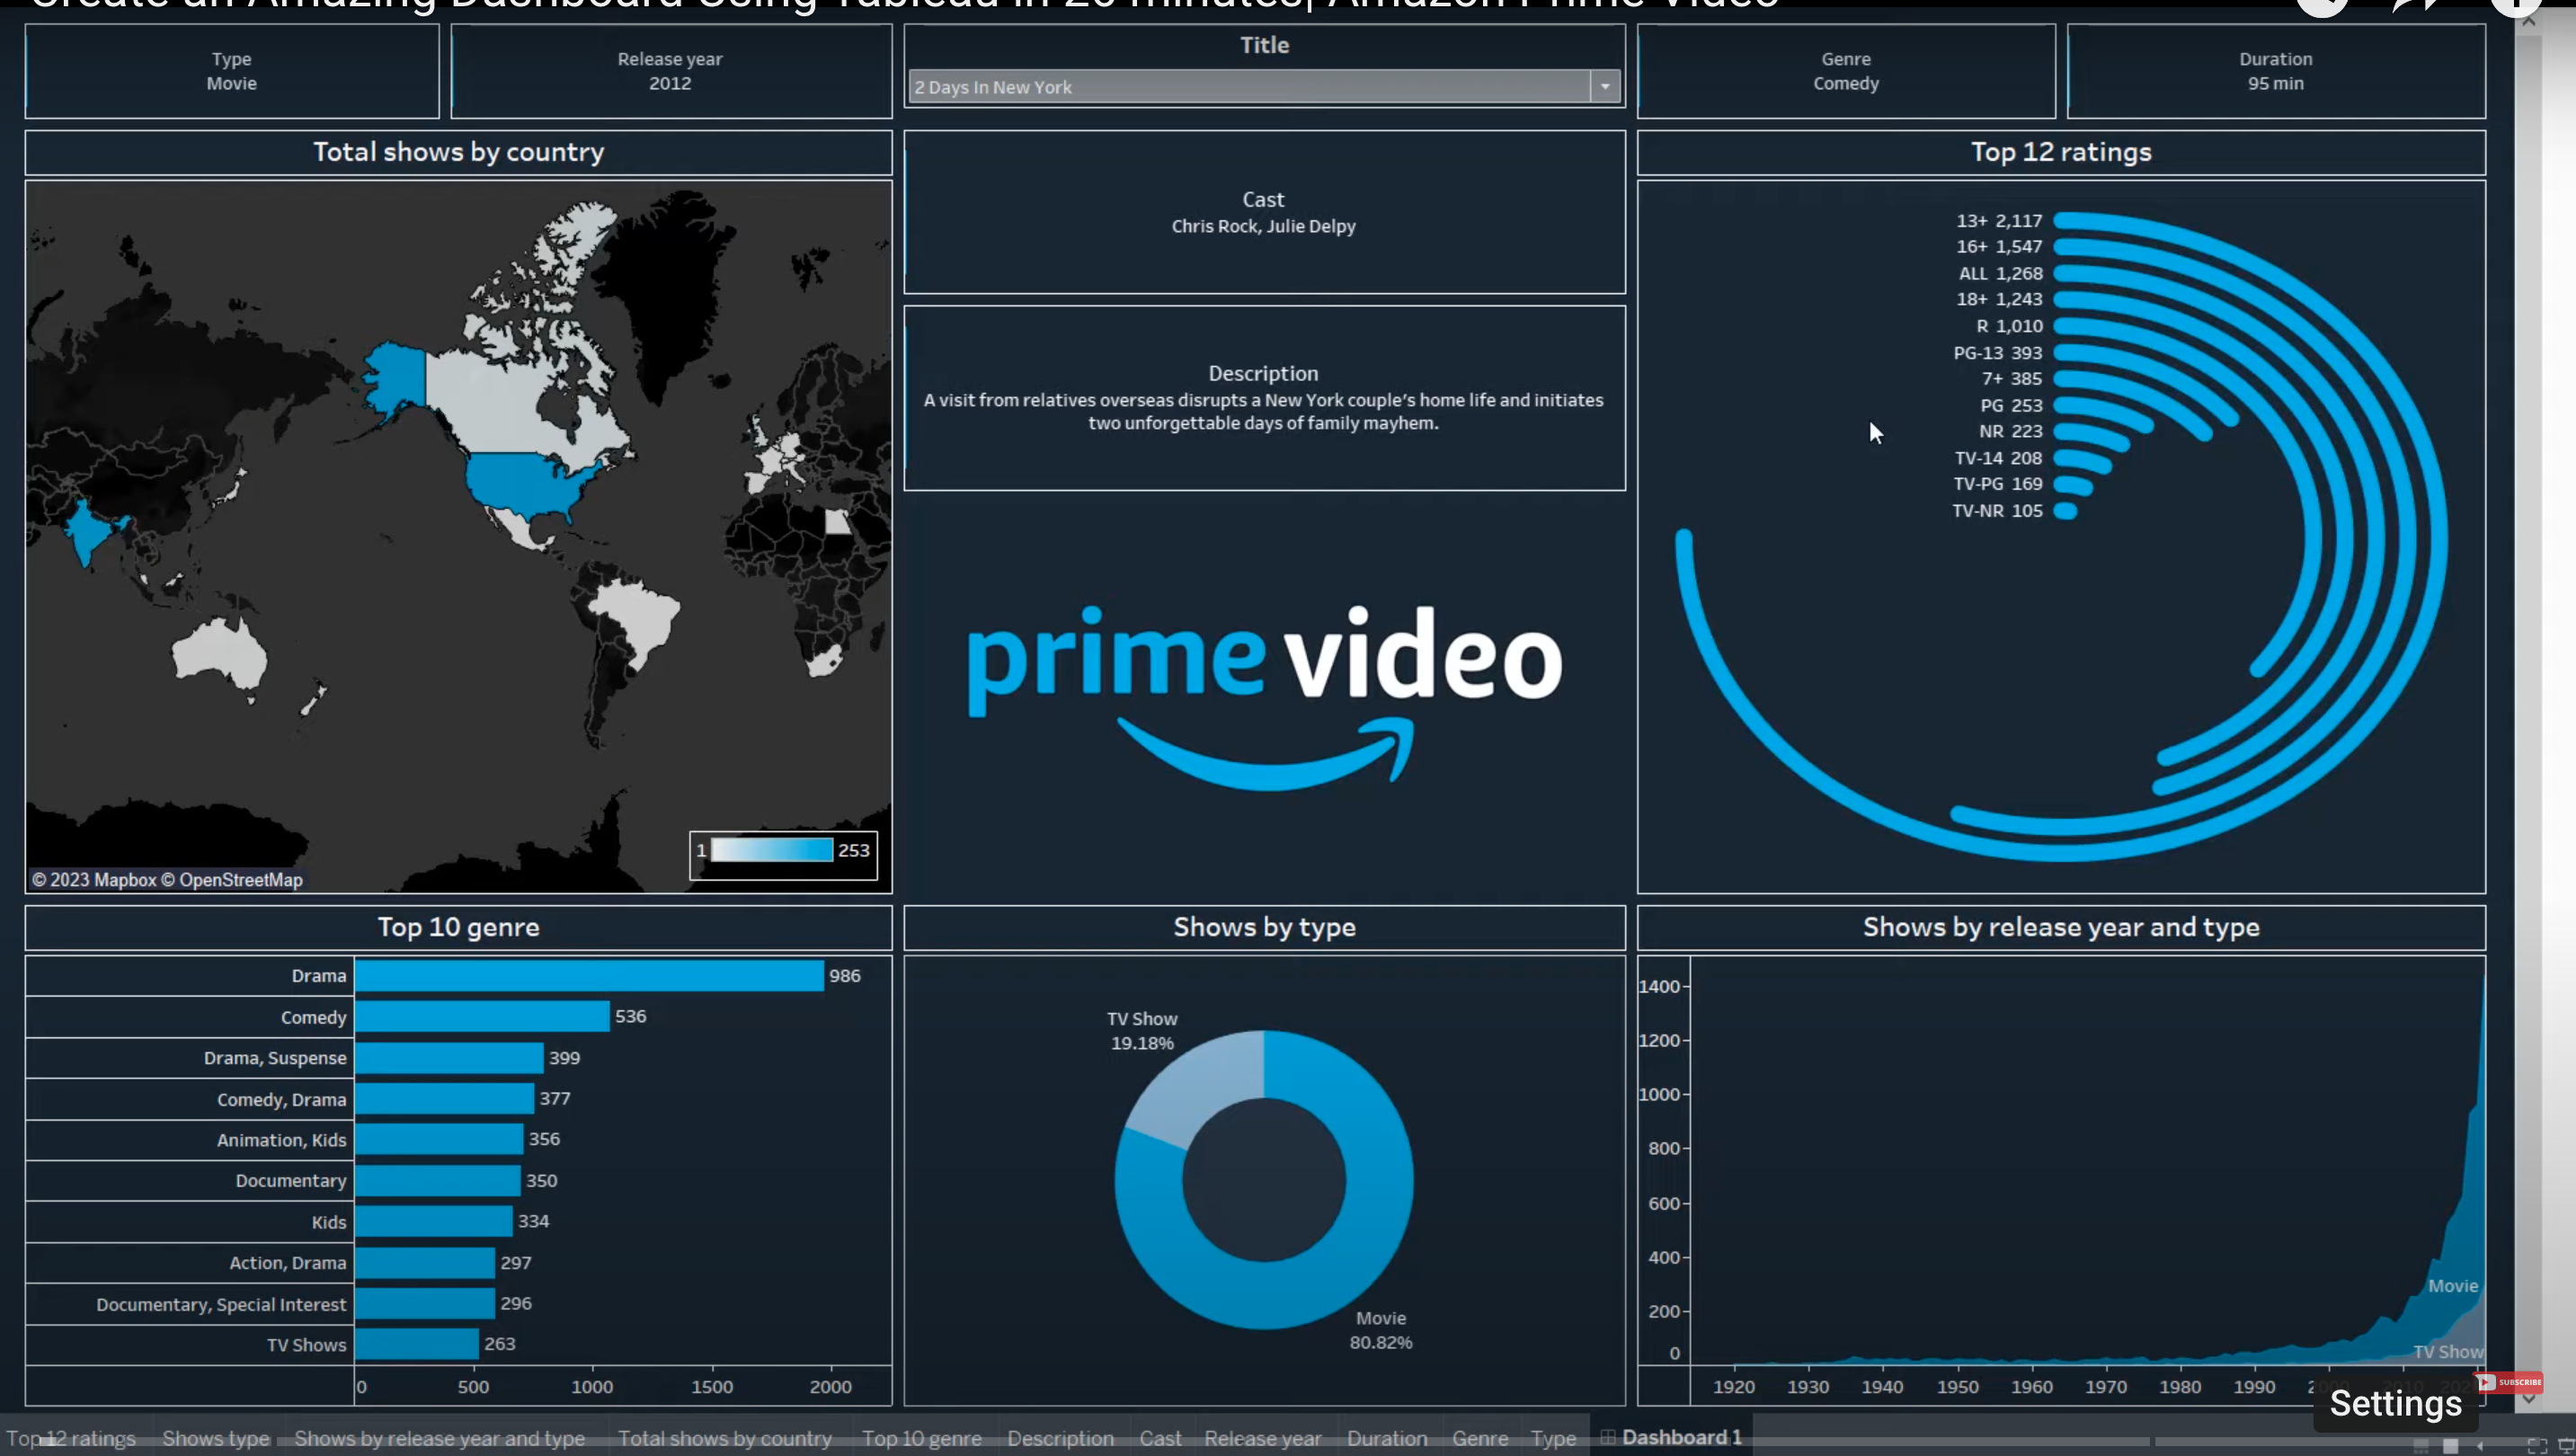 Create an Amazing Dashboard Using Tableau in 20 minutes| Amazon Prime Video
Type
Movie
Release year
2012
Title
2 Days In New York
Genre
Comedy
Duration
95 min
Total shows by country
© 2023 Mapbox © OpenStreetMap
1
253
Cast
Chris Rock, Julie Delpy
Description
A visit from relatives overseas disrupts a New York couple's home life and initiates
two unforgettable days of family mayhem.
prime video
Top 12 ratings
13+ 2,117
16+ 1,547
ALL 1,268
18+ 1,243
R 1,010
PG-13 393
7+ 385
PG 253
NR 223
TV-14 208
TV-PG 169
TV-NR 105
Top 10 genre
Drama 986
Comedy 536
Drama, Suspense 399
Comedy, Drama 377
Animation, Kids 356
Documentary 350
Kids 334
Action, Drama 297
Documentary, Special Interest 296
TV Shows 263
0 500 1000 1500 2000
Shows by type
TV Show
19.18%
Movie
80.82%
Shows by release year and type
1400
1200
1000
800
600
400
200
0
Movie
TV Show
1920 1930 1940 1950 1960 1970 1980 1990
SUBSCRIBE
Settings
Top 12 ratings Shows type Shows by release year and type Total shows by country Top 10 genre Description Cast Release year Duration Genre Type Dashboard 1